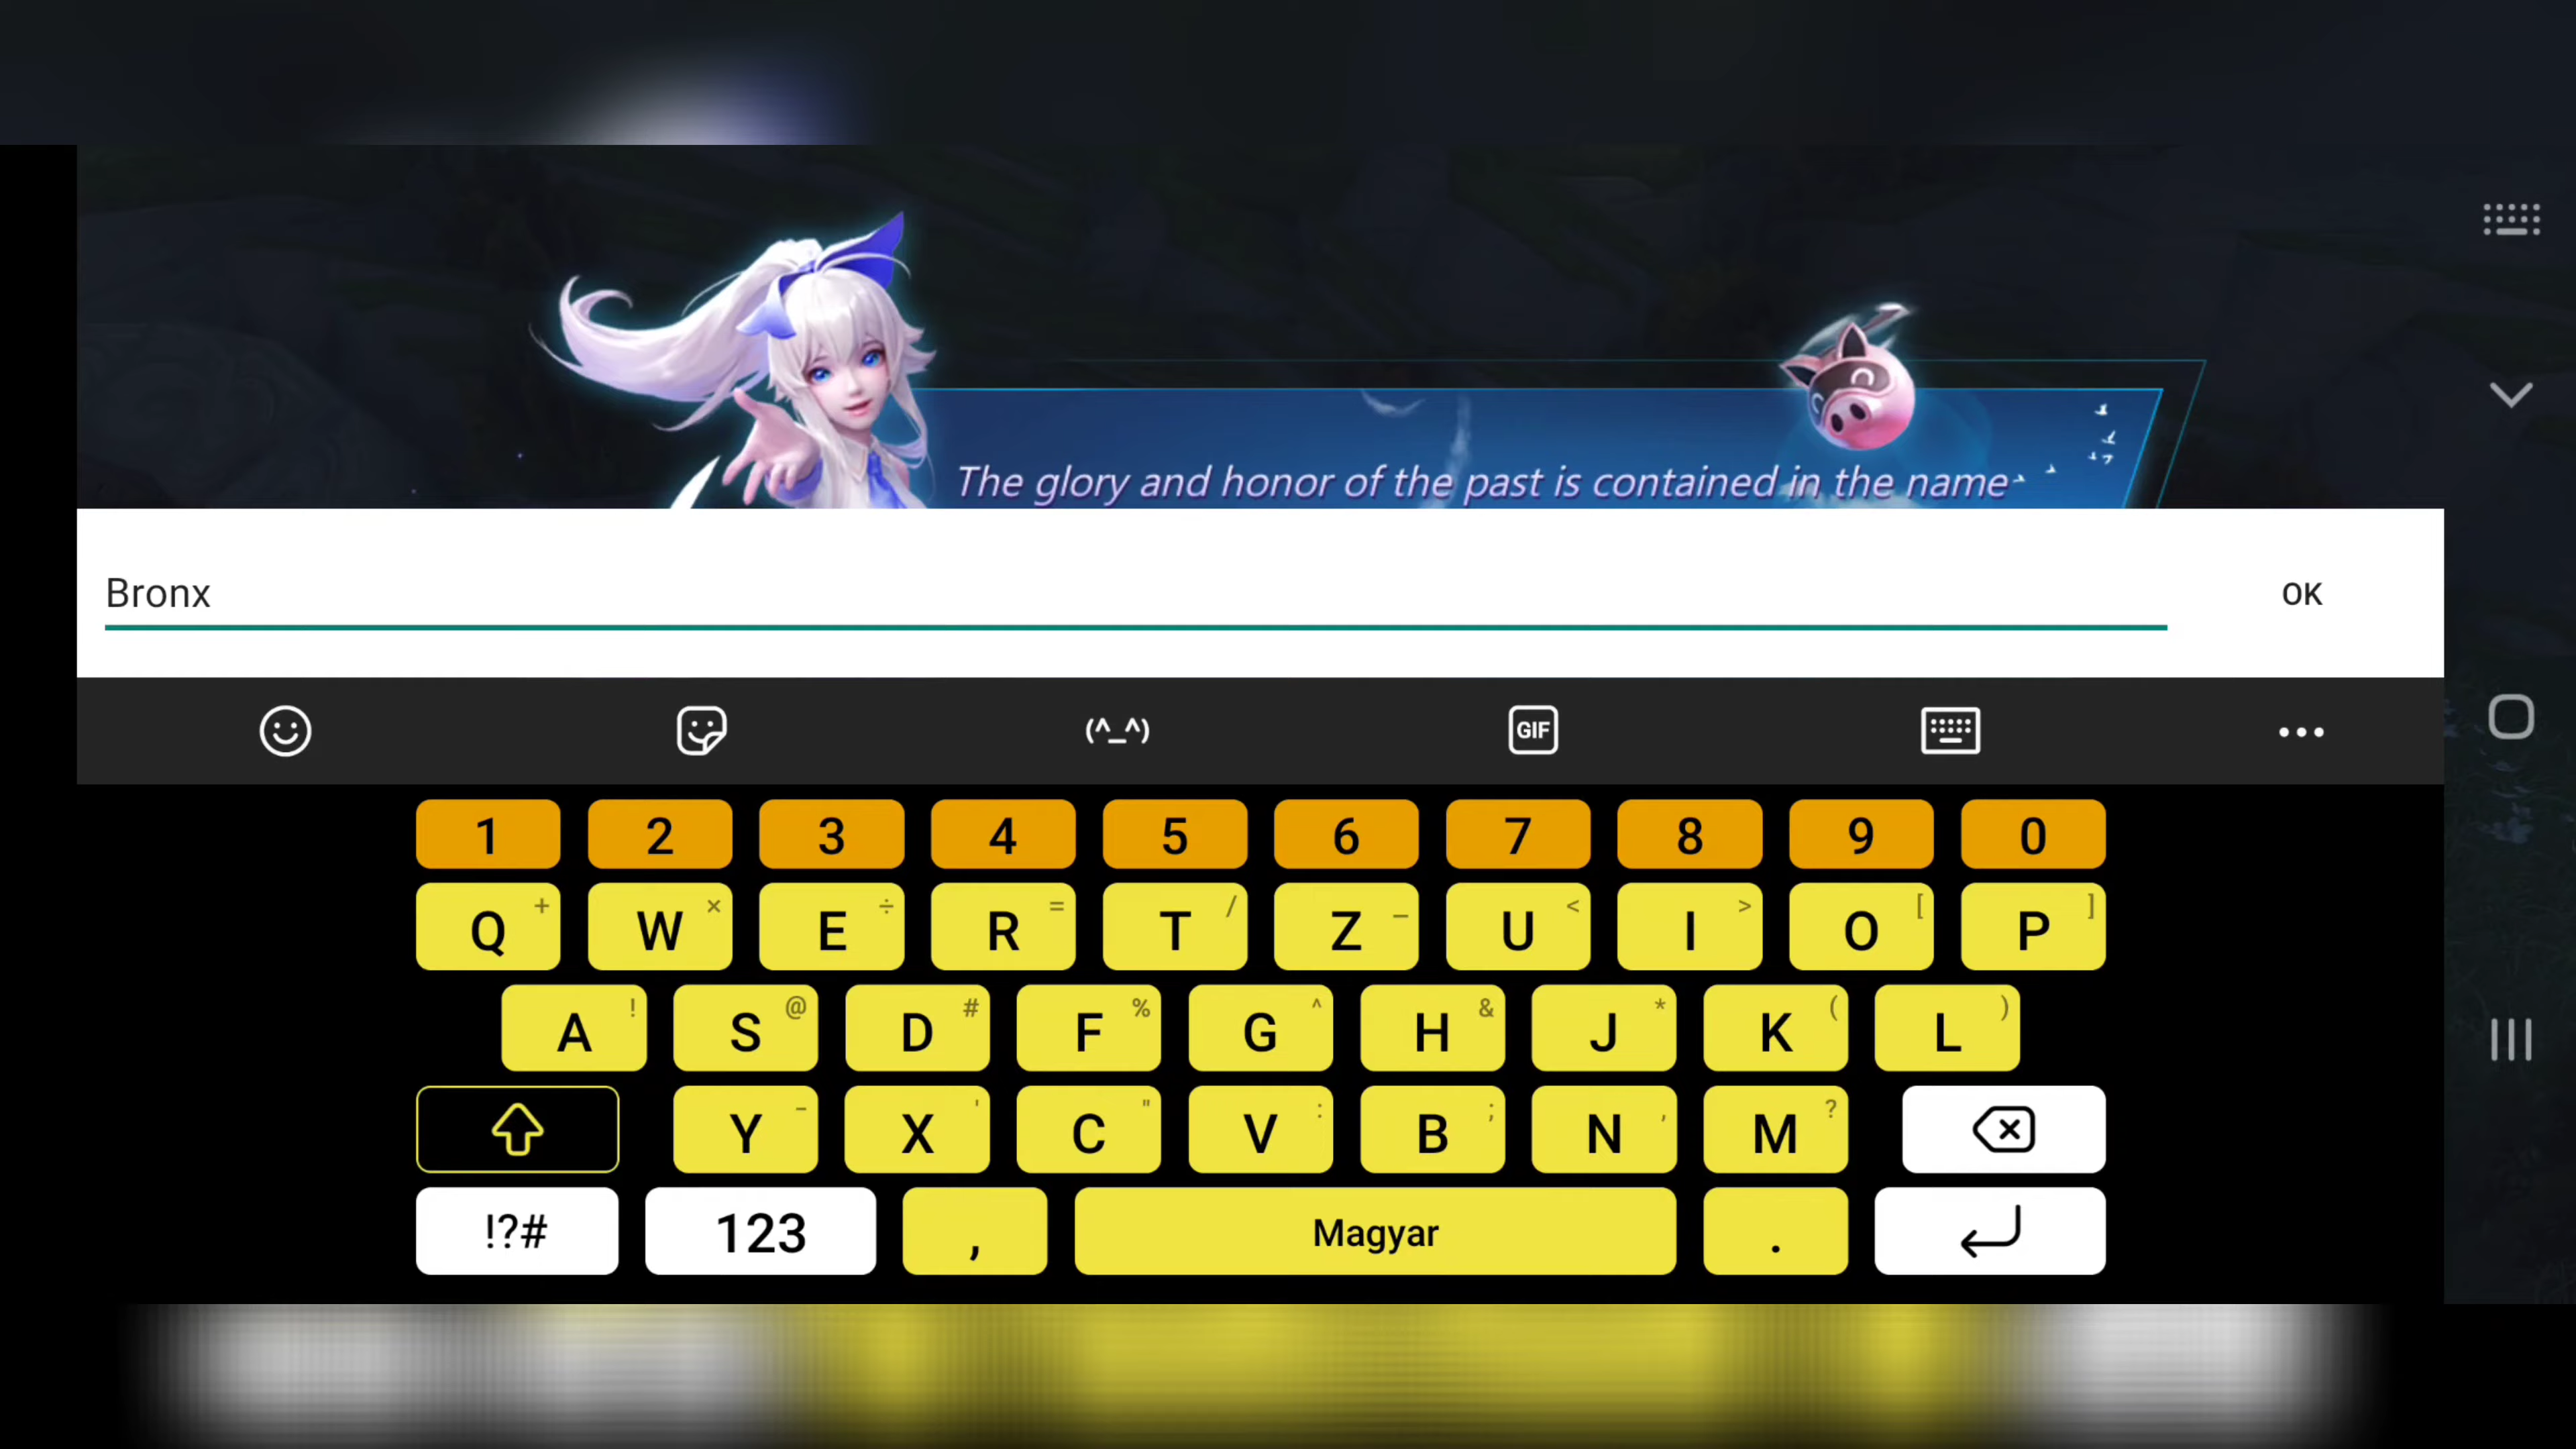 The glory and honor of the past is contained in the name
Bronx
OK
(^_^)
GIF
1 2 3 4 5 6 7 8 9 0
Q + W × E ÷ R = T / Z _ U < I > O [ P ]
A ! S @ D # F % G ^ H & J * K ( L )
Y - X ' C " V : B ; N , M ?
!?# 123 , Magyar .